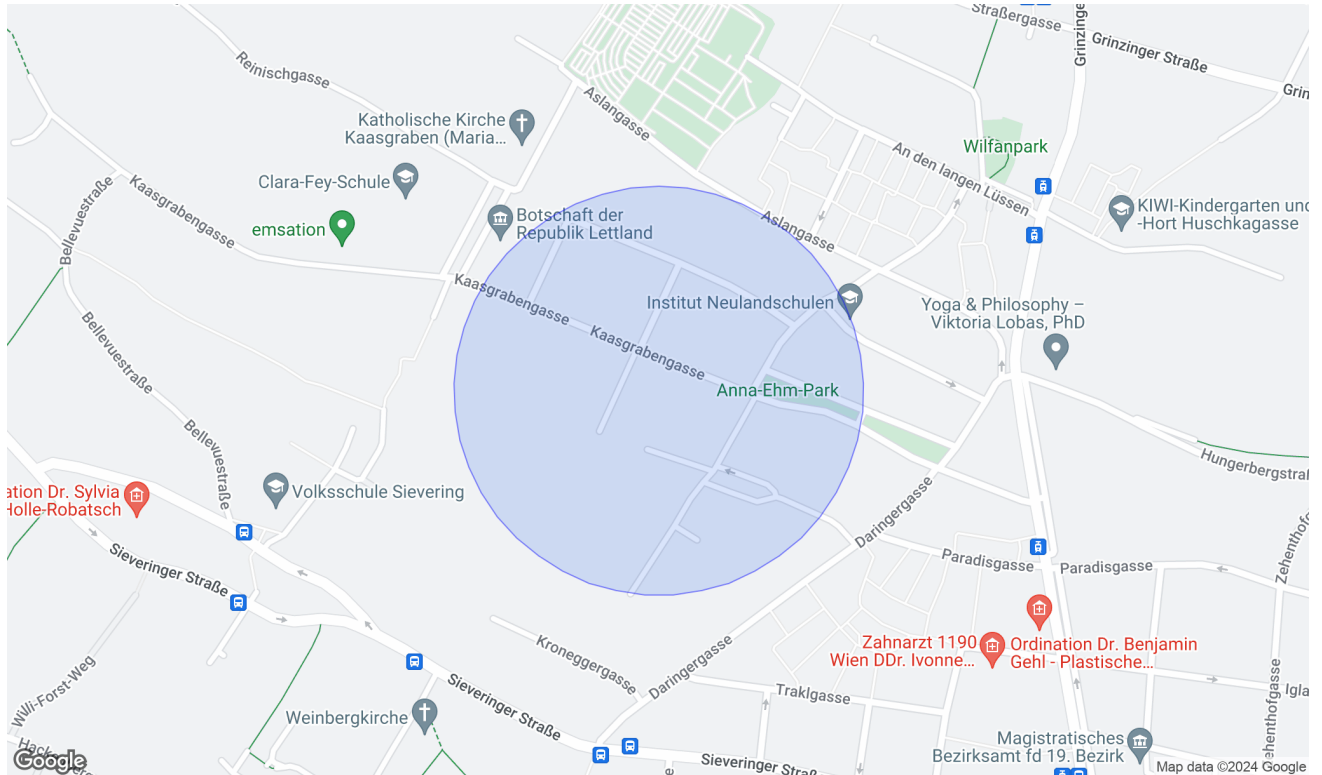 Straßergasse
Grinzinger Straße
Grinzinge
Grin
Reinischgasse
Katholische Kirche
Kaasgraben (Maria...
Aslangasse
Wilfanpark
An den langen Lüssen
Clara-Fey-Schule
Kaasgrabengasse
Bellevuestraße
emsation
Botschaft der
Republik Lettland
Aslangasse
KIWI-Kindergarten und
-Hort Huschkagasse
Kaasgrabengasse
Institut Neulandschulen
Yoga & Philosophy –
Viktoria Lobas, PhD
Bellevuestraße
Kaasgrabengasse
Anna-Ehm-Park
Bellevuestraße
Hungerbergstraß
ation Dr. Sylvia
Holle-Robatsch
Volksschule Sievering
Daringergasse
Sieveringer Straße
Paradisgasse
Paradisgasse
Zehenthofg
Zahnarzt 1190
Wien DDr. Ivonne...
Ordination Dr. Benjamin
Gehl - Plastische...
Kroneggergasse
Daringergasse
Willi-Forst-Weg
Sieveringer Straße
Traklgasse
Igla
Zehenthofgasse
Weinbergkirche
Magistratisches
Bezirksamt fd 19. Bezirk
Sieveringer Straß
Hacke
Google
Map data ©2024 Google